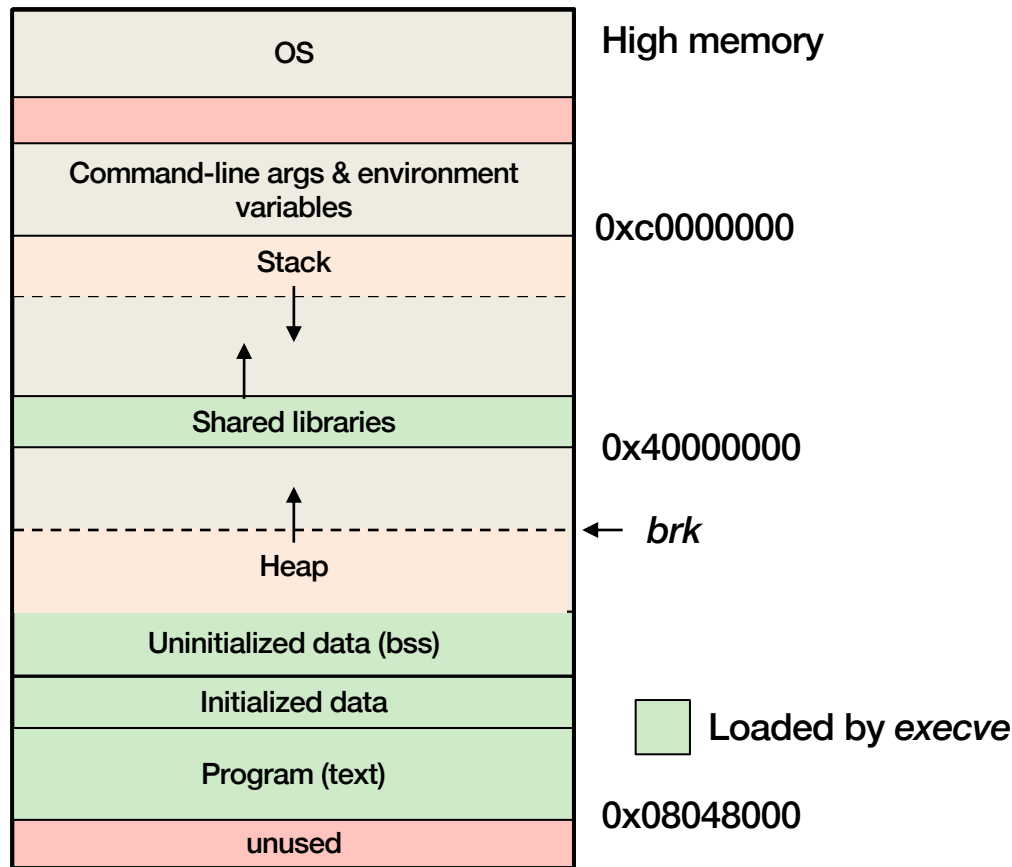 OS
High memory
Command-line args & environment
variables
0xc0000000
Stack
Shared libraries
0x40000000
brk
Heap
Uninitialized data (bss)
Initialized data
Loaded by execve
Program (text)
0x08048000
unused